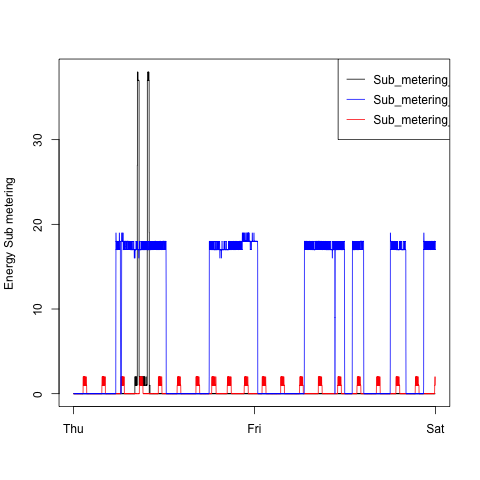 Energy Sub metering
30
20
10
0
Thu
Fri
Sat
Sub_metering_
Sub_metering_
Sub_metering_